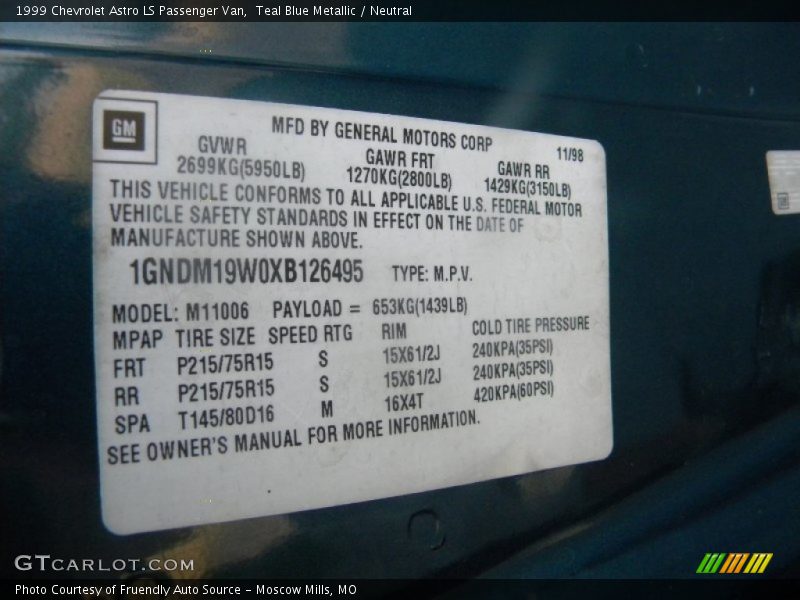 1999 Chevrolet Astro LS Passenger Van,  Teal Blue Metallic / Neutral
GM
MFD BY GENERAL MOTORS CORP
11/98
GVWR
GAWR FRT
GAWR RR
2699KG(5950LB)
1270KG(2800LB)
1429KG(3150LB)
THIS VEHICLE CONFORMS TO ALL APPLICABLE U.S. FEDERAL MOTOR
VEHICLE SAFETY STANDARDS IN EFFECT ON THE DATE OF
MANUFACTURE SHOWN ABOVE.
1GNDM19W0XB126495 TYPE: M.P.V.
MODEL: M11006 PAYLOAD = 653KG(1439LB)
MPAP TIRE SIZE SPEED RTG RIM COLD TIRE PRESSURE
FRT P215/75R15 S 15X61/2J 240KPA(35PSI)
RR P215/75R15 S 15X61/2J 240KPA(35PSI)
SPA T145/80D16 M 16X4T 420KPA(60PSI)
SEE OWNER'S MANUAL FOR MORE INFORMATION.
GTCARLOT.COM
Photo Courtesy of Fruendly Auto Source - Moscow Mills, MO